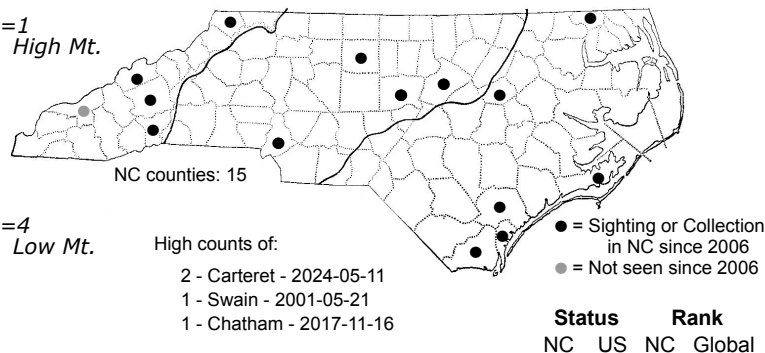 =1
High Mt.
NC counties: 15
=4
Low Mt.
High counts of:
2 - Carteret - 2024-05-11
1 - Swain - 2001-05-21
1 - Chatham - 2017-11-16
● = Sighting or Collection
in NC since 2006
● = Not seen since 2006
Status Rank
NC US NC Global